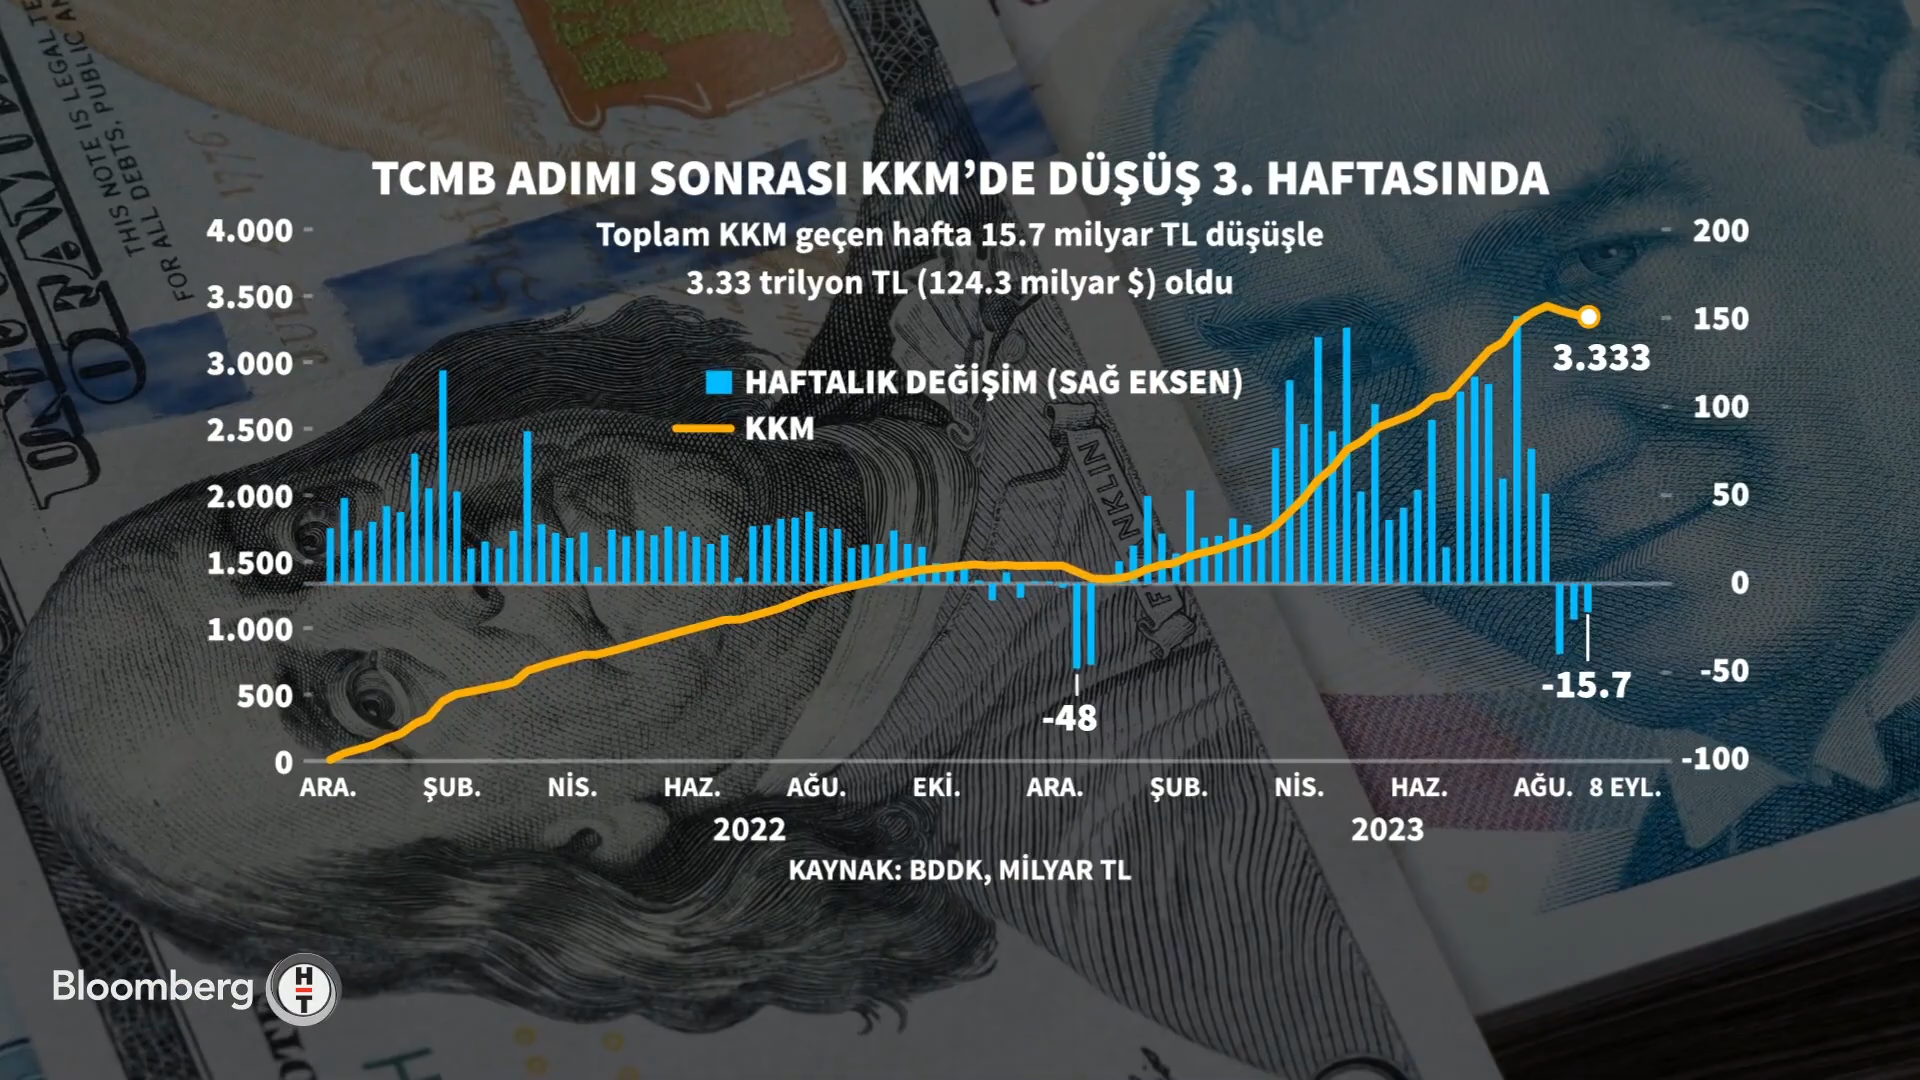 THIS NOTE IS LEGAL TE
FOR ALL DEBTS, PUBLIC AN
1776.
TCMB ADIMI SONRASI KKM’DE DÜŞÜŞ 3. HAFTASINDA
Toplam KKM geçen hafta 15.7 milyar TL düşüşle
3.33 trilyon TL (124.3 milyar $) oldu
4.000
3.500
3.000
2.500
2.000
1.500
1.000
500
0
200
150
100
50
0
-50
-100
HAFTALIK DEĞİŞİM (SAĞ EKSEN)
KKM
3.333
-48
-15.7
ARA. ŞUB. NİS. HAZ. AĞU. EKİ. ARA. ŞUB. NİS. HAZ. AĞU. 8 EYL.
2022 2023
KAYNAK: BDDK, MİLYAR TL
Bloomberg HT